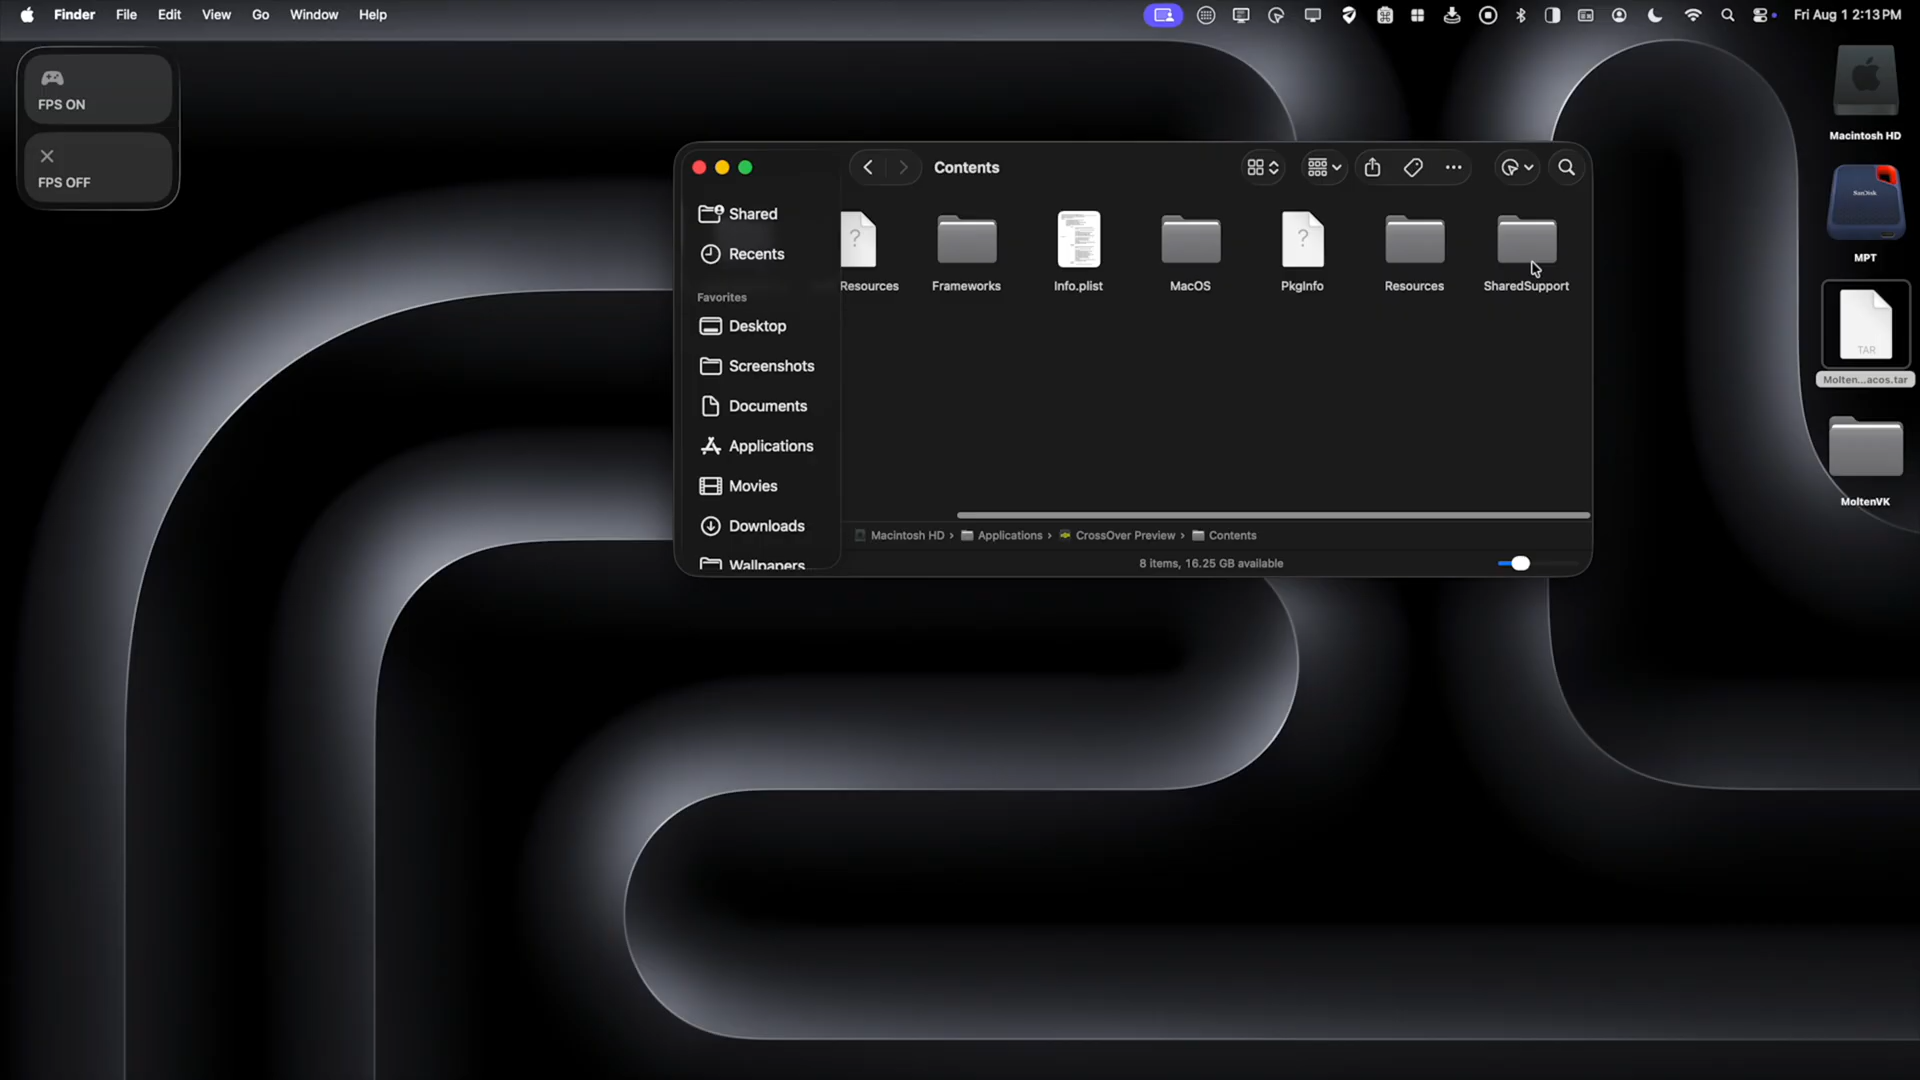 Finder File Edit View Go Window Help
Fri Aug 1 2:13 PM
FPS ON
FPS OFF
Macintosh HD
SanDisk
MPT
TAR
Molten...acos.tar
MoltenVK
Contents
Shared
Recents
Favorites
Desktop
Screenshots
Documents
Applications
Movies
Downloads
Wallpapers
Resources
Frameworks
Info.plist
MacOS
PkgInfo
Resources
SharedSupport
Macintosh HD › Applications › CrossOver Preview › Contents
8 items, 16.25 GB available